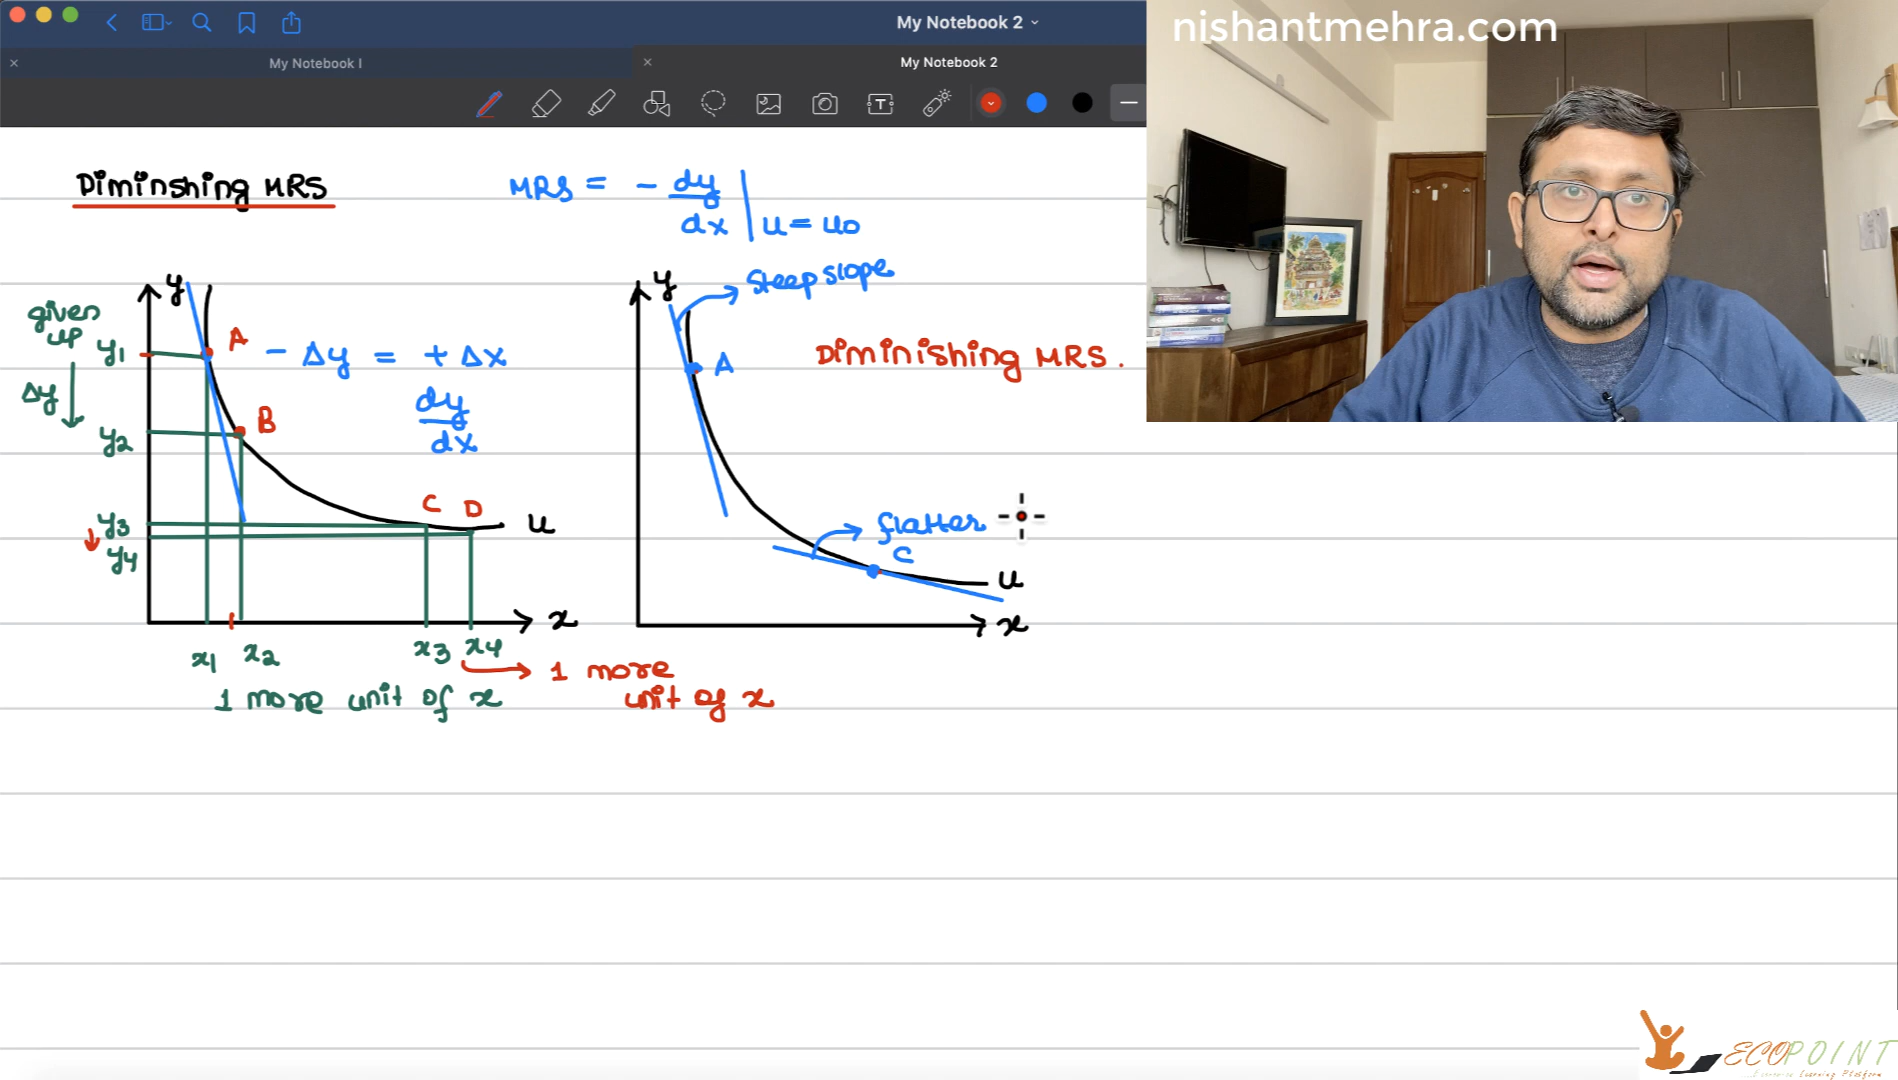 My Notebook 2
nishantmehra.com
My Notebook 1
My Notebook 2
T
Diminshing MRS
MRS = - dy
dx | u = u0
given
up
y
y1
Δy
y2
y3
y4
A
B
C
D
u
x
- Δy = + Δx
dy
dx
x1
x2
x3
x4
1 more unit of x
1 more
unit of x
y
Steep slope
A
Diminishing MRS.
flatter
C
u
x
ECOPOINT